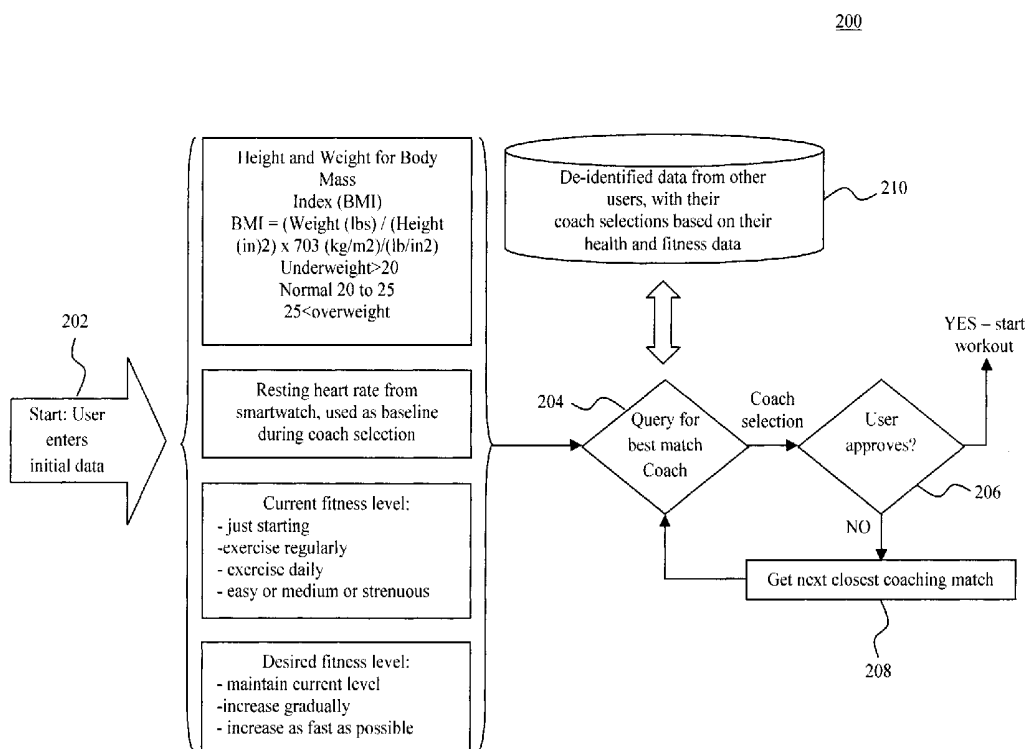 200
Height and Weight for Body
Mass
Index (BMI)
BMI = (Weight (lbs) / (Height
(in)2) x 703 (kg/m2)/(lb/in2)
Underweight>20
Normal 20 to 25
25<overweight
De-identified data from other
users, with their
coach selections based on their
health and fitness data
210
202
Start: User
enters
initial data
Resting heart rate from
smartwatch, used as baseline
during coach selection
204
Query for
best match
Coach
Coach
selection
User
approves?
YES – start
workout
206
NO
Current fitness level:
- just starting
-exercise regularly
- exercise daily
- easy or medium or strenuous
Get next closest coaching match
208
Desired fitness level:
- maintain current level
-increase gradually
- increase as fast as possible